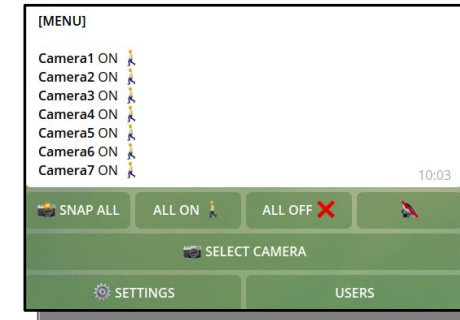 [MENU]
Camera1 ON
Camera2 ON
Camera3 ON
Camera4 ON
Camera5 ON
Camera6 ON
Camera7 ON
10:03
SNAP ALL ALL ON ALL OFF
SELECT CAMERA
SETTINGS USERS